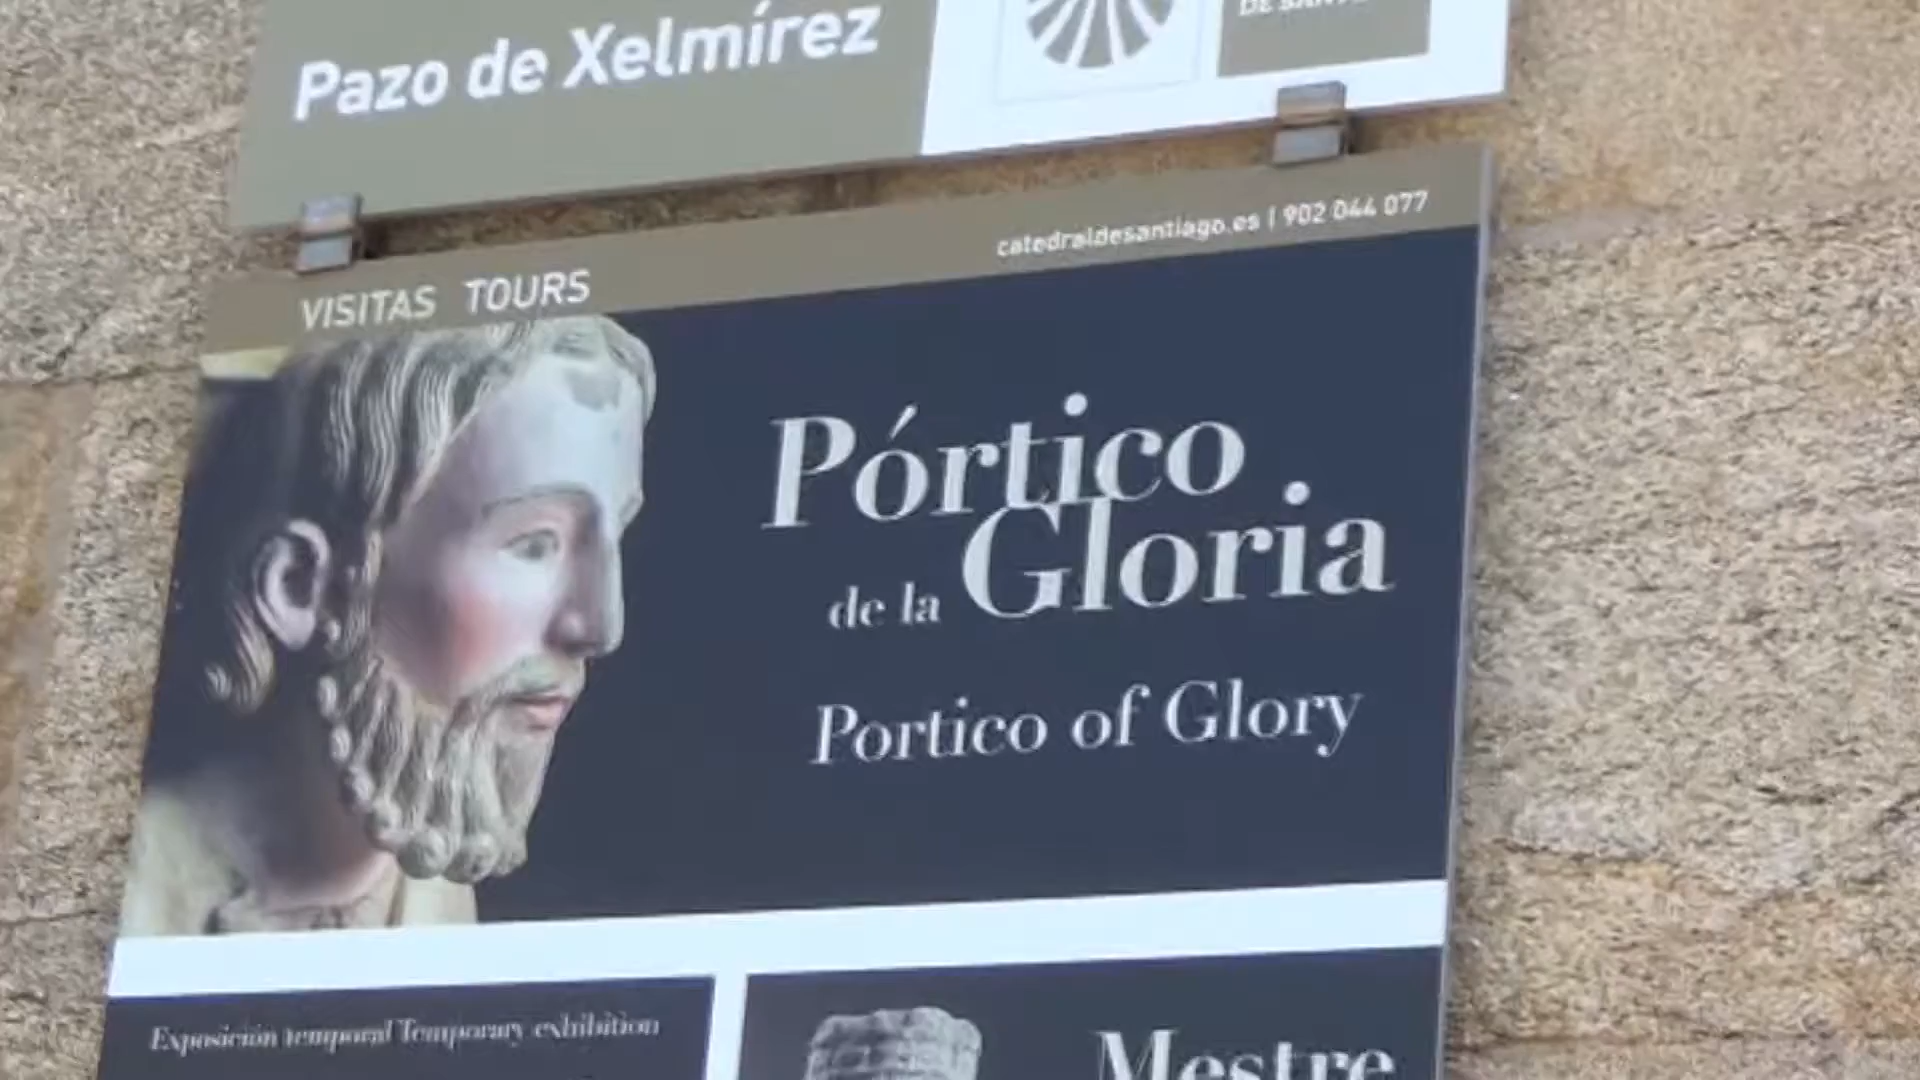 Pazo de Xelmírez
VISITAS TOURS
catedraldesantiago.es | 902 044 077
Pórtico
de la Gloria
Portico of Glory
Exposición temporal Temporary exhibition
Mestre